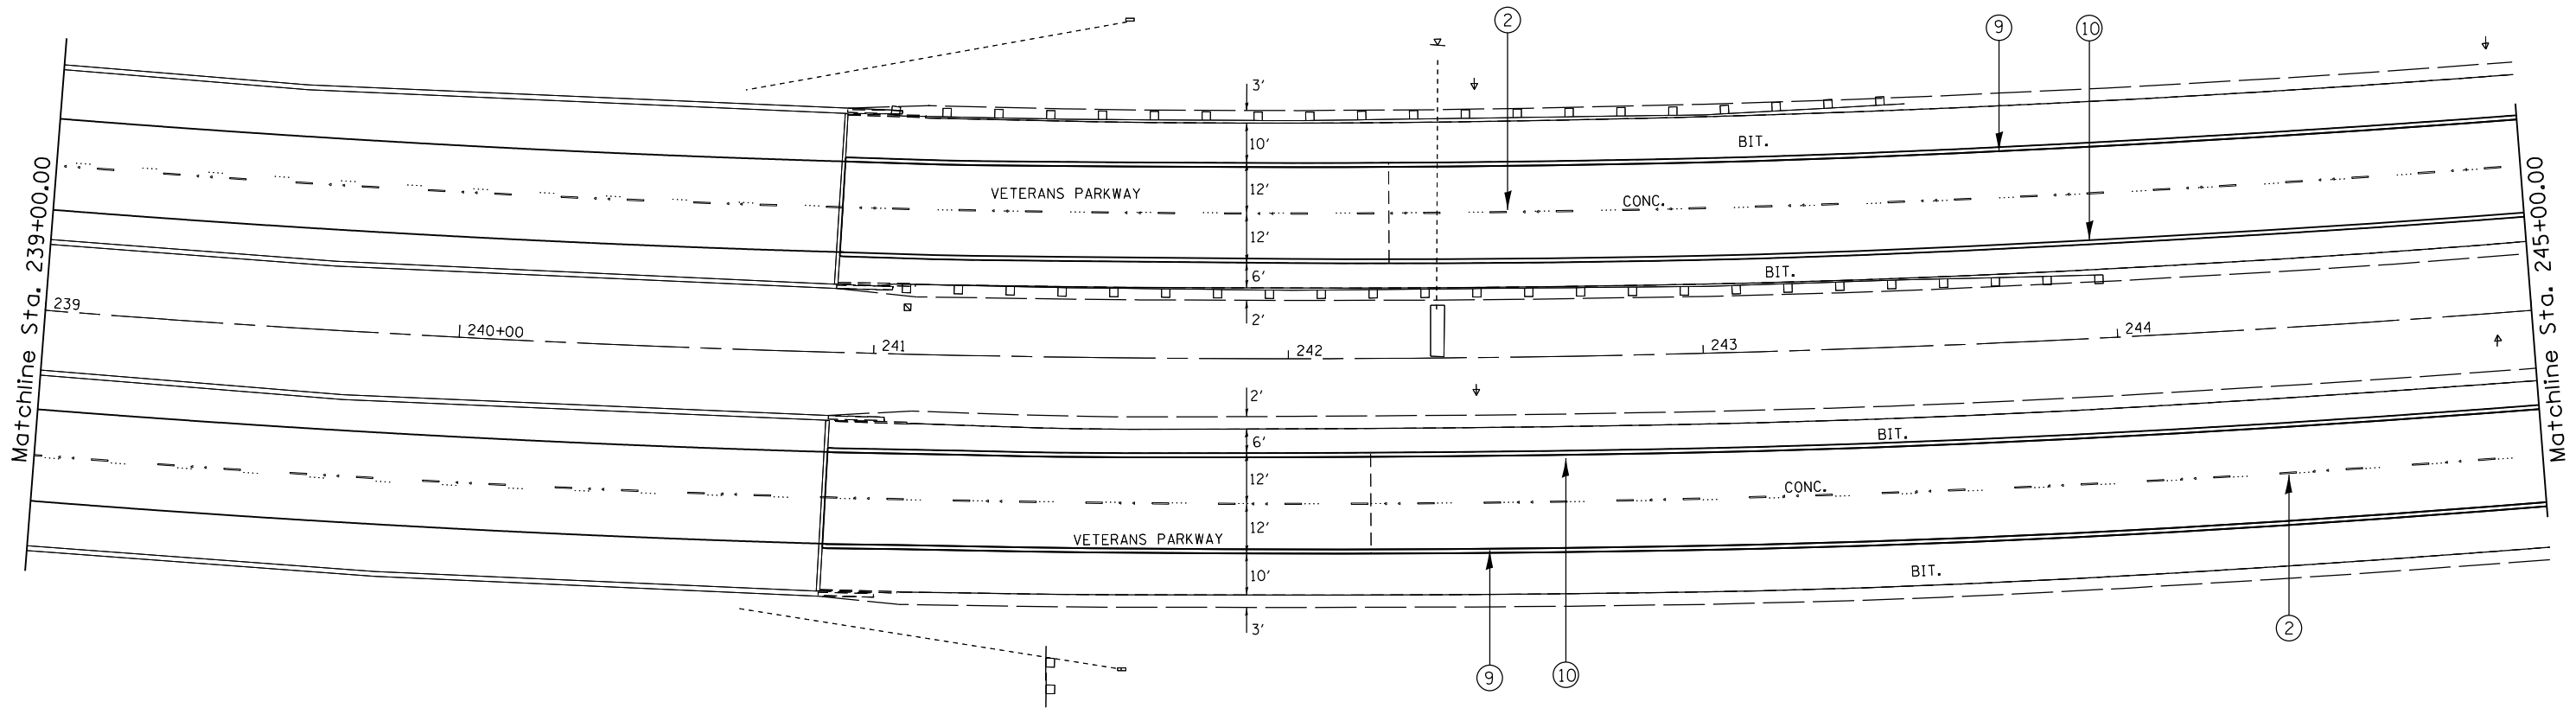 2
9
10
3'
BIT.
10'
12'
VETERANS PARKWAY
CONC.
12'
BIT.
6'
2'
Matchline Sta. 239+00.00
Matchline Sta. 245+00.00
239
240+00
241
242
243
244
2'
6'
BIT.
12'
CONC.
12'
VETERANS PARKWAY
10'
BIT.
3'
2
9
10